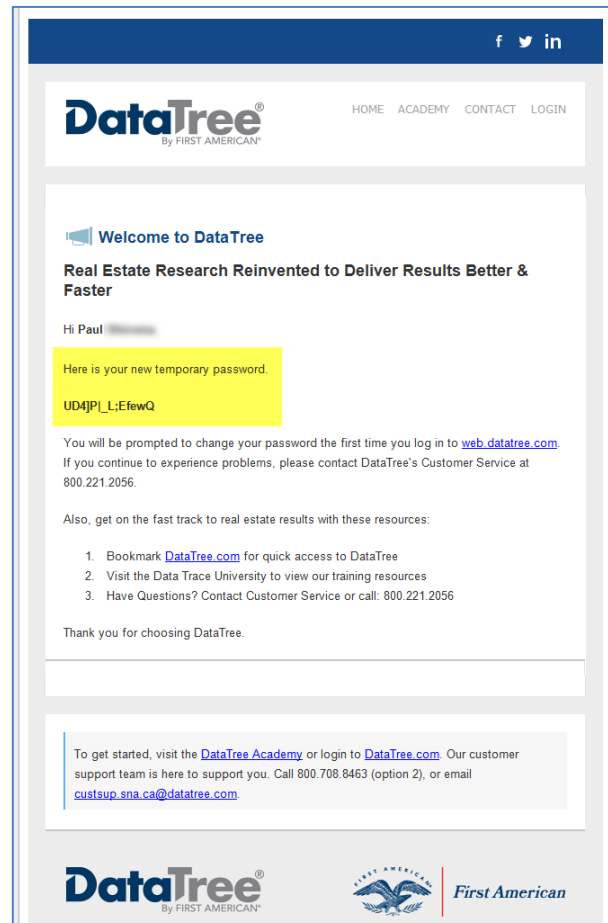 f in
DataTree®
By FIRST AMERICAN®
HOME ACADEMY CONTACT LOGIN
Welcome to DataTree
Real Estate Research Reinvented to Deliver Results Better &
Faster
Hi Paul
Here is your new temporary password.
UD4]P|_L;EfewQ
You will be prompted to change your password the first time you log in to web.datatree.com.
If you continue to experience problems, please contact DataTree's Customer Service at
800.221.2056.
Also, get on the fast track to real estate results with these resources:
1. Bookmark DataTree.com for quick access to DataTree
2. Visit the Data Trace University to view our training resources
3. Have Questions? Contact Customer Service or call: 800.221.2056
Thank you for choosing DataTree.
To get started, visit the DataTree Academy or login to DataTree.com. Our customer
support team is here to support you. Call 800.708.8463 (option 2), or email
custsup.sna.ca@datatree.com.
DataTree®
By FIRST AMERICAN®
FIRST AMERICAN
First American